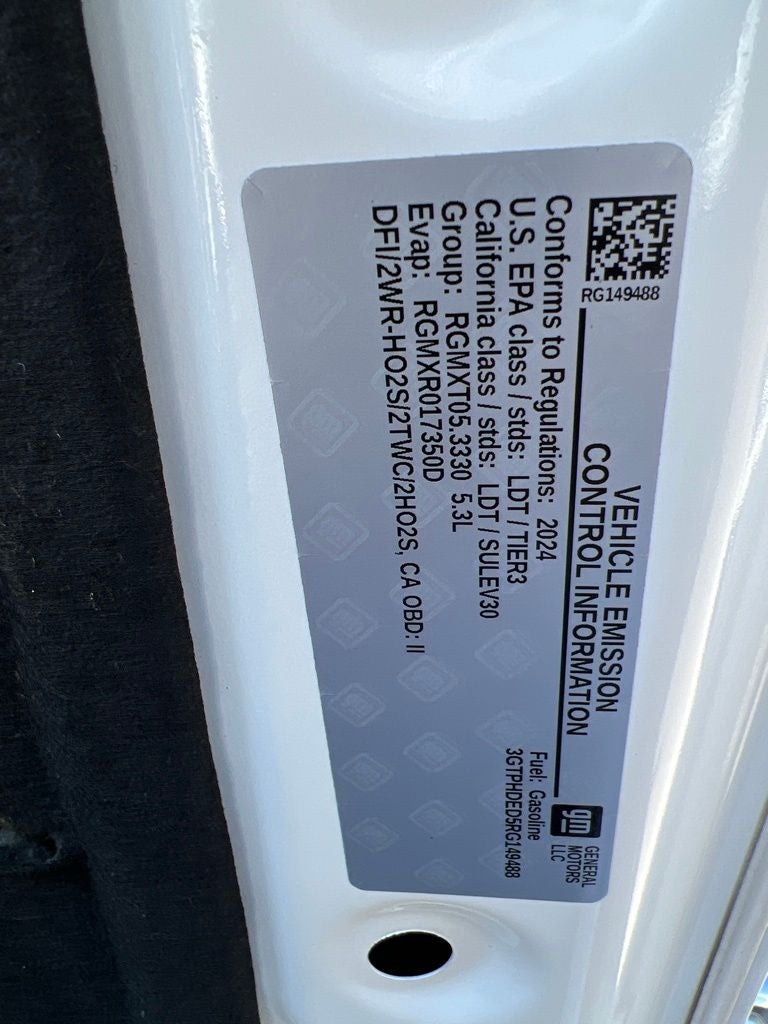 RG149488
VEHICLE EMISSION
CONTROL INFORMATION
gm
GENERAL
MOTORS
LLC
Conforms to Regulations: 2024
Fuel: Gasoline
U.S. EPA class / stds: LDT / TIER3
3GTPHDED5RG149488
California class / stds: LDT / SULEV30
Group: RGMXT05.3330 5.3L
Evap: RGMXR017350D
DFI/2WR-HO2S/2TWC/2HO2S, CA OBD: II